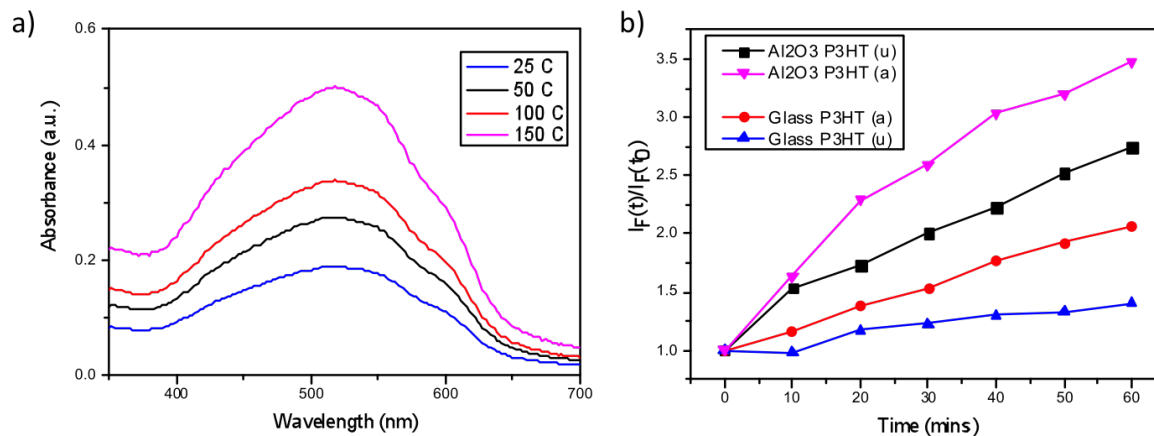 a)
0.6
0.4
0.2
0.0
Absorbance (a.u.)
25 C
50 C
100 C
150 C
400
500
600
700
Wavelength (nm)
b)
3.5
3.0
2.5
2.0
1.5
1.0
I_F(t)/I_F(t0)
Al2O3 P3HT (u)
Al2O3 P3HT (a)
Glass P3HT (a)
Glass P3HT (u)
0
10
20
30
40
50
60
Time (mins)